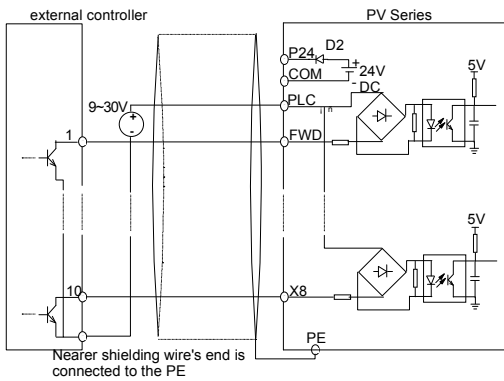 external controller
PV Series
P24
D2
+
24V
-
COM
DC
5V
9~30V
PLC
+
-
1
FWD
5V
10
X8
PE
Nearer shielding wire's end is
connected to the PE